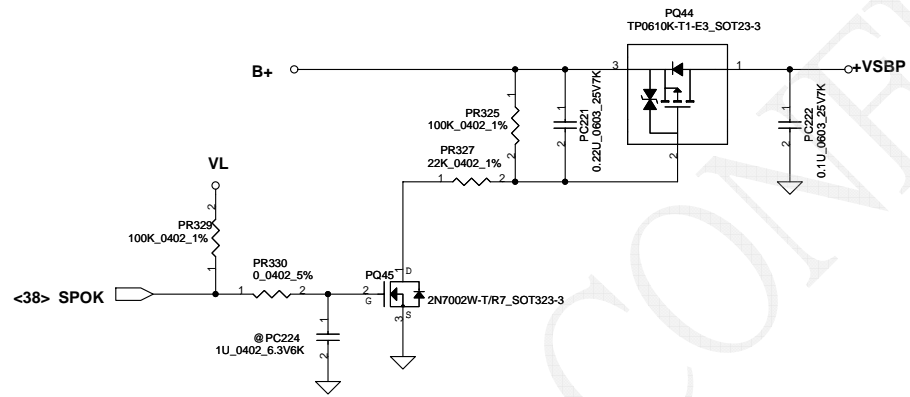 PQ44
TP0610K-T1-E3_SOT23-3
B+
3
1
+VSBP
1
PR325
100K_0402_1%
2
1
PC221
2
0.22U_0603_25V7K
2
1
PC222
2
0.1U_0603_25V7K
PR327
22K_0402_1%
1
2
VL
2
PR329
100K_0402_1%
1
<38> SPOK
PR330
0_0402_5%
1
2
PQ45
1
D
2
G
3
S
2N7002W-T/R7_SOT323-3
@PC224
1U_0402_6.3V6K
1
2
CONF